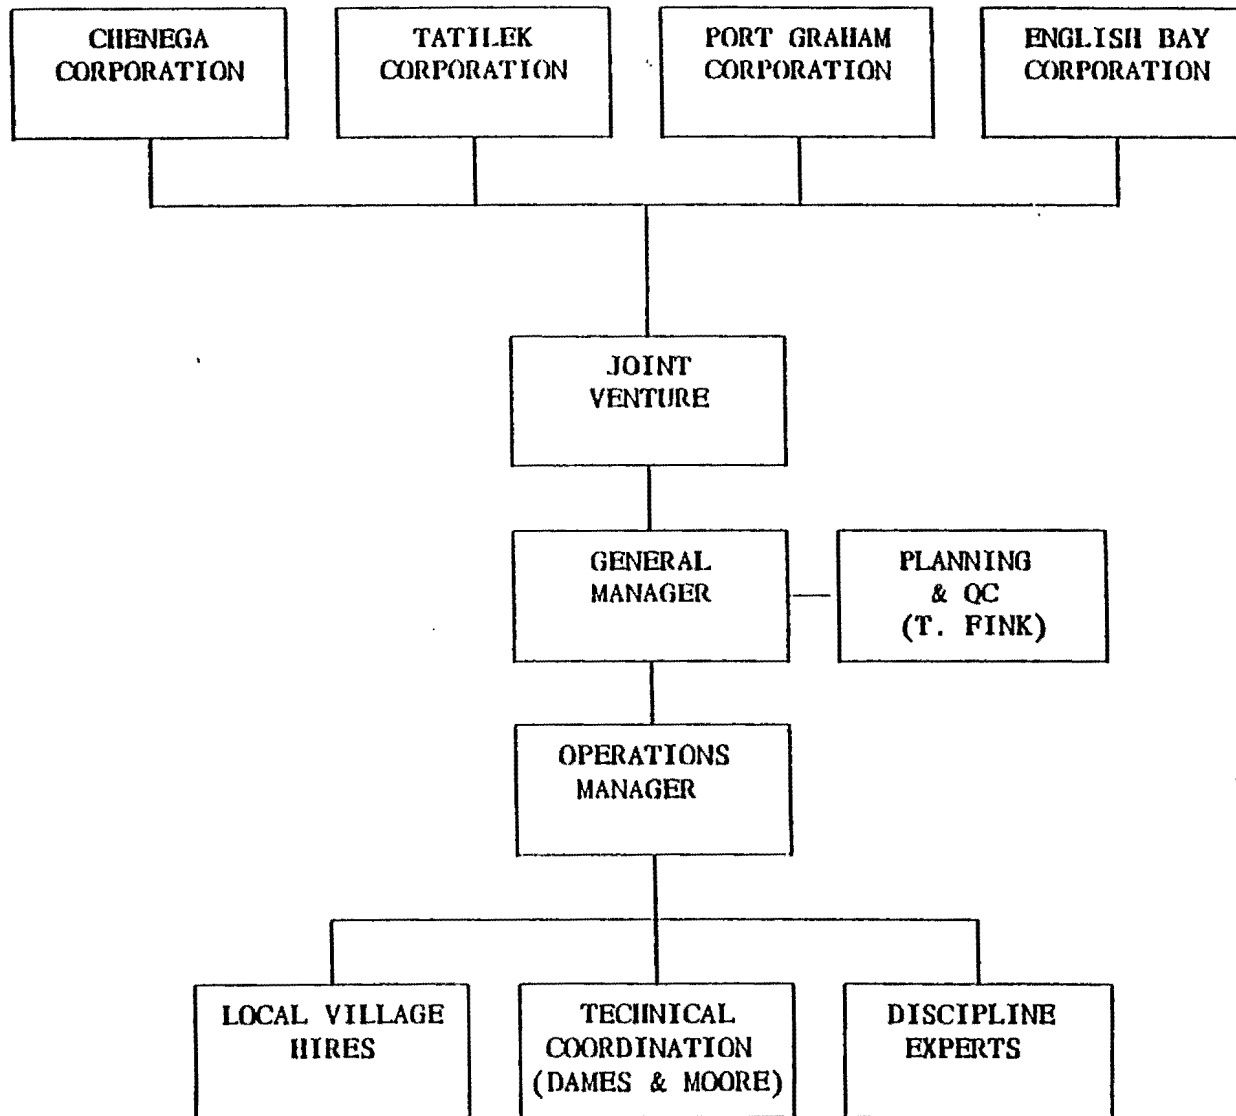 CHENEGA
CORPORATION
TATILEK
CORPORATION
PORT GRAHAM
CORPORATION
ENGLISH BAY
CORPORATION
JOINT
VENTURE
GENERAL
MANAGER
PLANNING
& QC
(T. FINK)
OPERATIONS
MANAGER
LOCAL VILLAGE
HIRES
TECHNICAL
COORDINATION
(DAMES & MOORE)
DISCIPLINE
EXPERTS